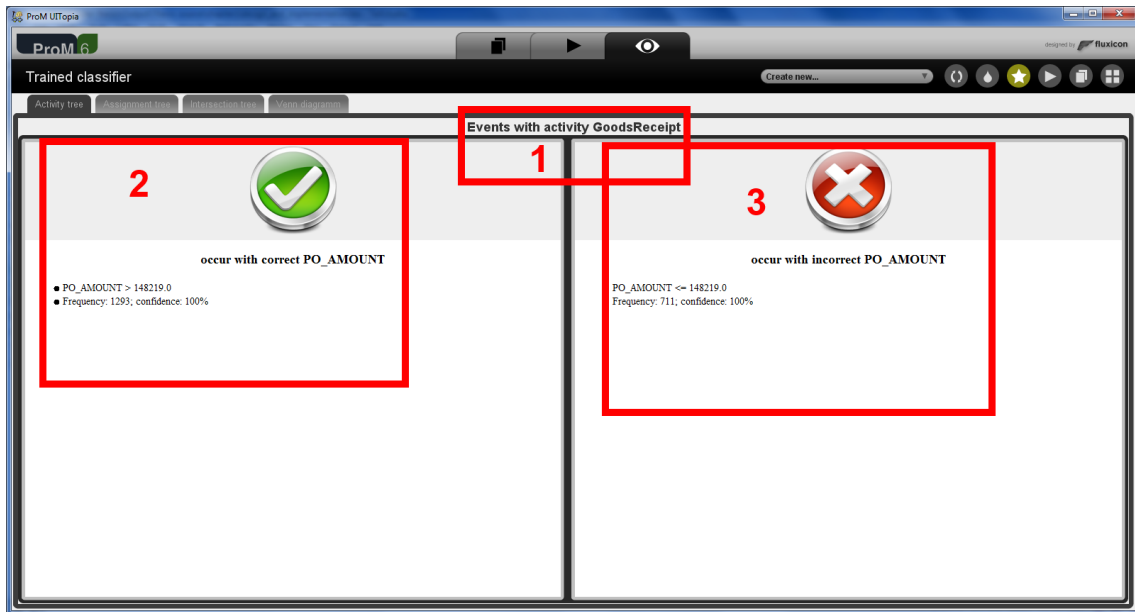 ProM UITopia
ProM 6
designed by fluxicon
Trained classifier
Create new...
Activity tree
Assignment tree
Intersection tree
Venn diagramm
Events with activity GoodsReceipt
1
2
3
occur with correct PO_AMOUNT
PO_AMOUNT > 148219.0
Frequency: 1293; confidence: 100%
occur with incorrect PO_AMOUNT
PO_AMOUNT <= 148219.0
Frequency: 711; confidence: 100%